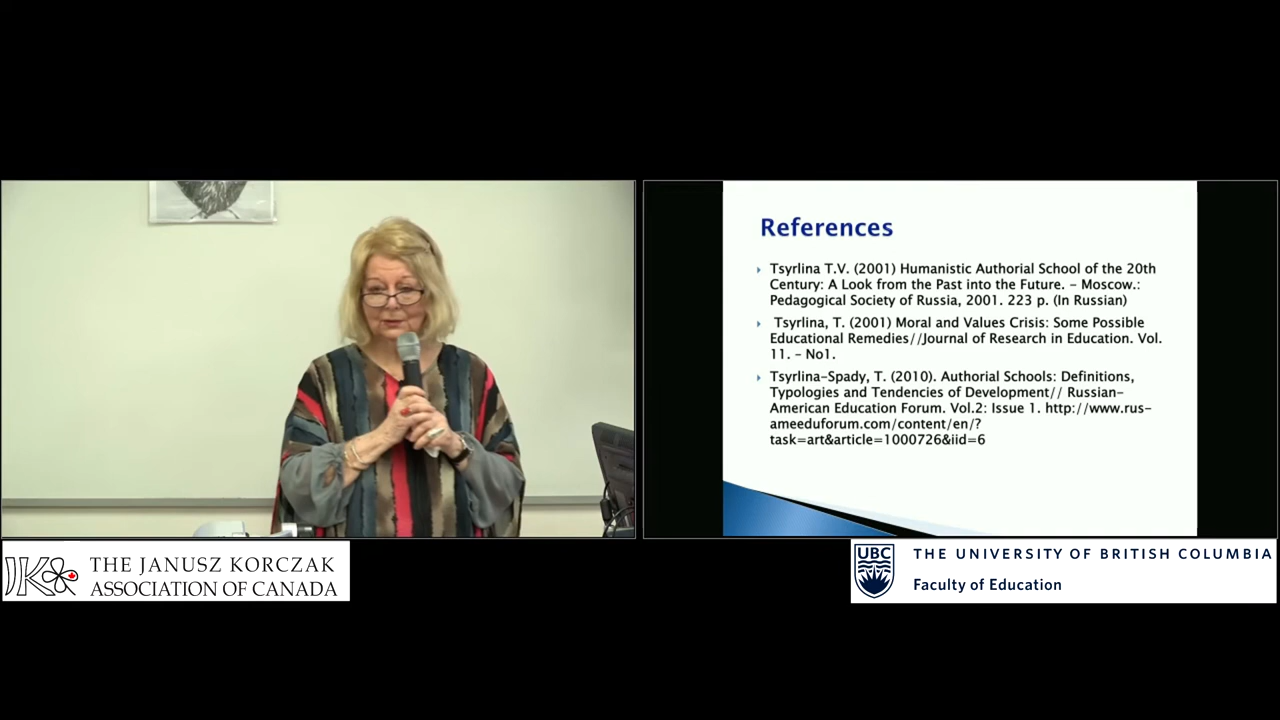 References
Tsyrlina T.V. (2001) Humanistic Authorial School of the 20th
Century: A Look from the Past into the Future. – Moscow.:
Pedagogical Society of Russia, 2001. 223 p. (In Russian)
Tsyrlina, T. (2001) Moral and Values Crisis: Some Possible
Educational Remedies//Journal of Research in Education. Vol.
11. – No1.
Tsyrlina-Spady, T. (2010). Authorial Schools: Definitions,
Typologies and Tendencies of Development// Russian-
American Education Forum. Vol.2: Issue 1. http://www.rus-
ameeduforum.com/content/en/?
task=art&article=1000726&iid=6
JK
THE JANUSZ KORCZAK
ASSOCIATION OF CANADA
UBC
THE UNIVERSITY OF BRITISH COLUMBIA
Faculty of Education